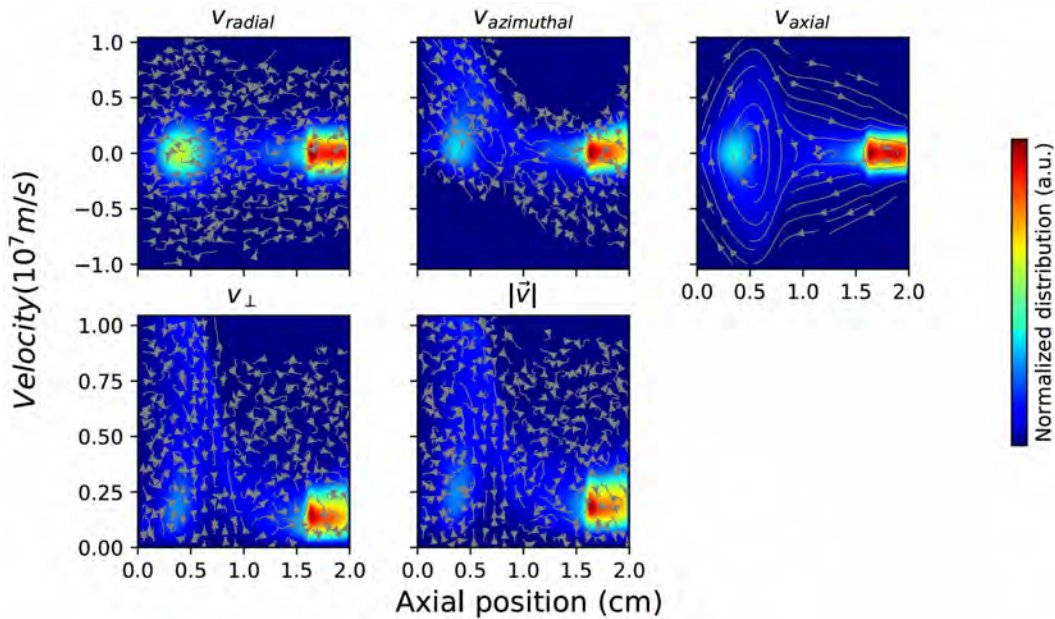 v_radial v_azimuthal v_axial
1.0
0.5
0.0
−0.5
−1.0
0.0 0.5 1.0 1.5 2.0
v_⊥ |v⃗|
1.00
0.75
0.50
0.25
0.00
0.0 0.5 1.0 1.5 2.0 0.0 0.5 1.0 1.5 2.0
Axial position (cm)
Velocity(10⁷m/s)
Normalized distribution (a.u.)